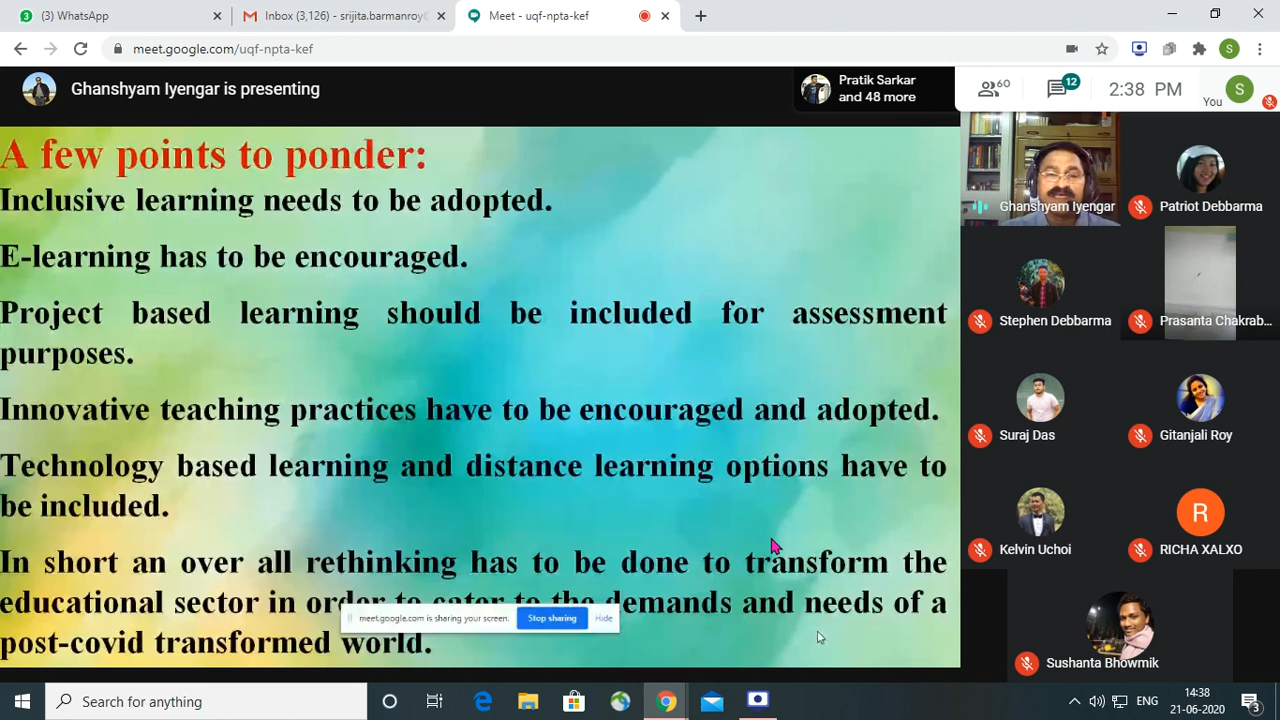 (3) WhatsApp
Inbox (3,126) - srijita.barmanroy@
Meet - uqf-npta-kef
meet.google.com/uqf-npta-kef
S
Ghanshyam Iyengar is presenting
Pratik Sarkar
and 48 more
60
12
2:38 PM
You
S
A few points to ponder:
Inclusive learning needs to be adopted.
E-learning has to be encouraged.
Project based learning should be included for assessment
purposes.
Innovative teaching practices have to be encouraged and adopted.
Technology based learning and distance learning options have to
be included.
In short an over all rethinking has to be done to transform the
educational sector in order to cater to the demands and needs of a
post-covid transformed world.
meet.google.com is sharing your screen.
Stop sharing
Hide
Ghanshyam Iyengar
Patriot Debbarma
Stephen Debbarma
Prasanta Chakrab...
Suraj Das
Gitanjali Roy
R
Kelvin Uchoi
RICHA XALXO
Sushanta Bhowmik
Search for anything
ENG
14:38
21-06-2020
3